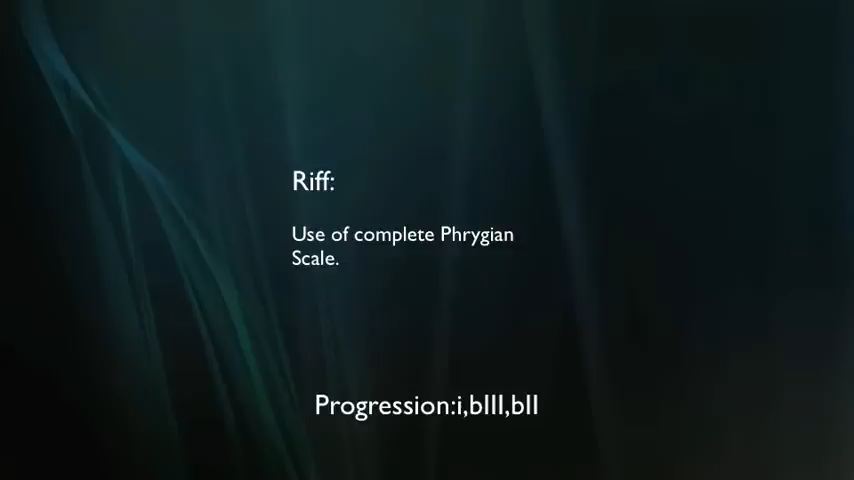 Riff:
Use of complete Phrygian
Scale.
Progression:i,bIII,bII